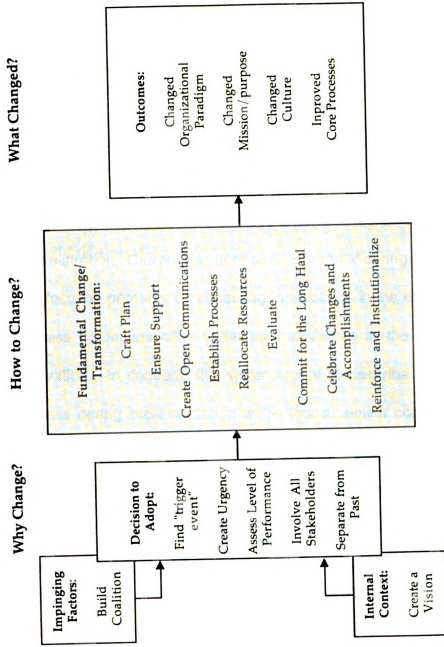 Why Change?
Impinging
Factors:
Build
Coalition
Decision to
Adopt:
Find "trigger
event"
Create Urgency
Assess Level of
Performance
Involve All
Stakeholders
Separate from
Past
Internal
Context:
Create a
Vision
How to Change?
Fundamental Change/
Transformation:
Craft Plan
Ensure Support
Create Open Communications
Establish Processes
Reallocate Resources
Evaluate
Commit for the Long Haul
Celebrate Changes and
Accomplishments
Reinforce and Institutionalize
What Changed?
Outcomes:
Changed
Organizational
Paradigm
Changed
Mission/purpose
Changed
Culture
Inproved
Core Processes